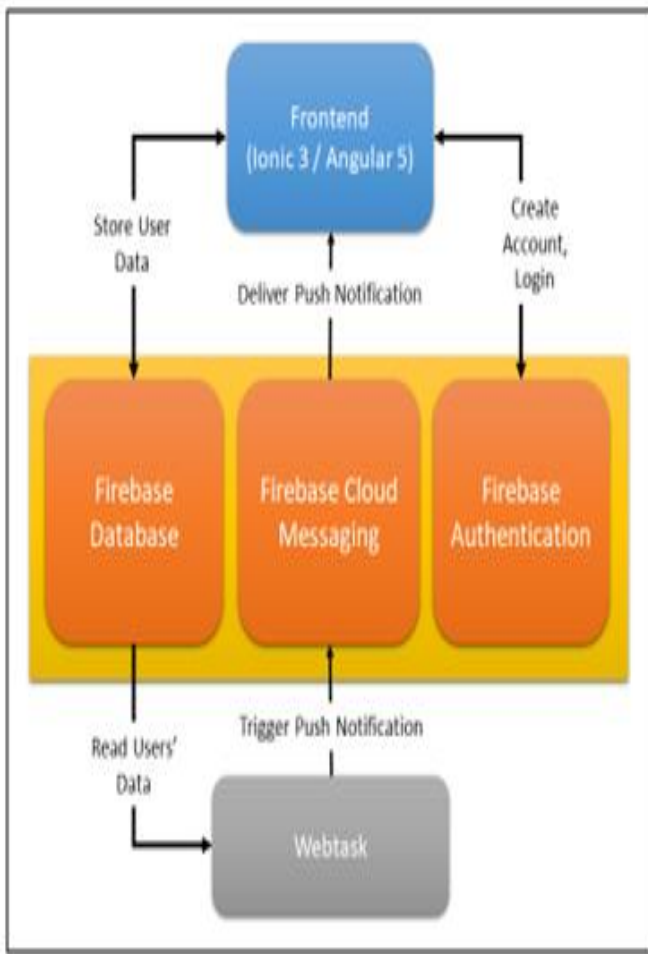 Frontend
(Ionic 3 / Angular 5)
Store User
Data
Create
Account,
Login
Deliver Push Notification
Firebase
Database
Firebase Cloud
Messaging
Firebase
Authentication
Read Users'
Data
Trigger Push Notification
Webtask